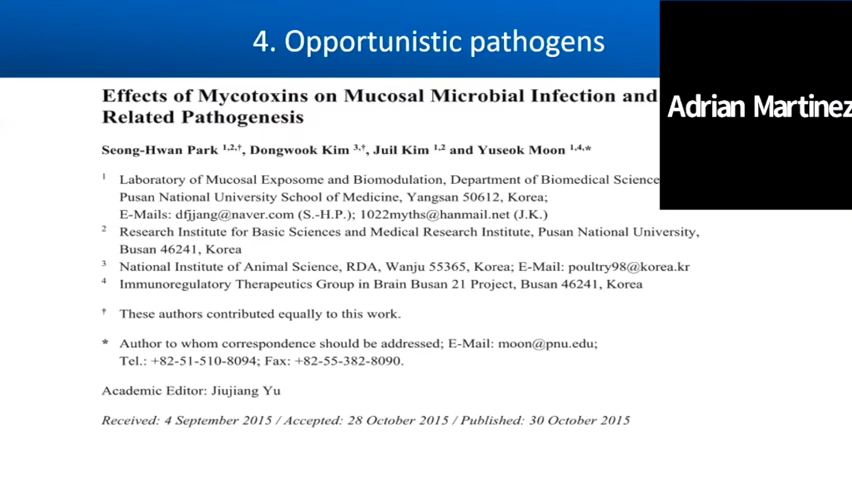 4. Opportunistic pathogens
Adrian Martinez
Effects of Mycotoxins on Mucosal Microbial Infection and
Related Pathogenesis
Seong-Hwan Park 1,2,†, Dongwook Kim 3,†, Juil Kim 1,2 and Yuseok Moon 1,4,*
1 Laboratory of Mucosal Exposome and Biomodulation, Department of Biomedical Science
Pusan National University School of Medicine, Yangsan 50612, Korea;
E-Mails: dfjjang@naver.com (S.-H.P.); 1022myths@hanmail.net (J.K.)
2 Research Institute for Basic Sciences and Medical Research Institute, Pusan National University,
Busan 46241, Korea
3 National Institute of Animal Science, RDA, Wanju 55365, Korea; E-Mail: poultry98@korea.kr
4 Immunoregulatory Therapeutics Group in Brain Busan 21 Project, Busan 46241, Korea
† These authors contributed equally to this work.
* Author to whom correspondence should be addressed; E-Mail: moon@pnu.edu;
Tel.: +82-51-510-8094; Fax: +82-55-382-8090.
Academic Editor: Jiujiang Yu
Received: 4 September 2015 / Accepted: 28 October 2015 / Published: 30 October 2015